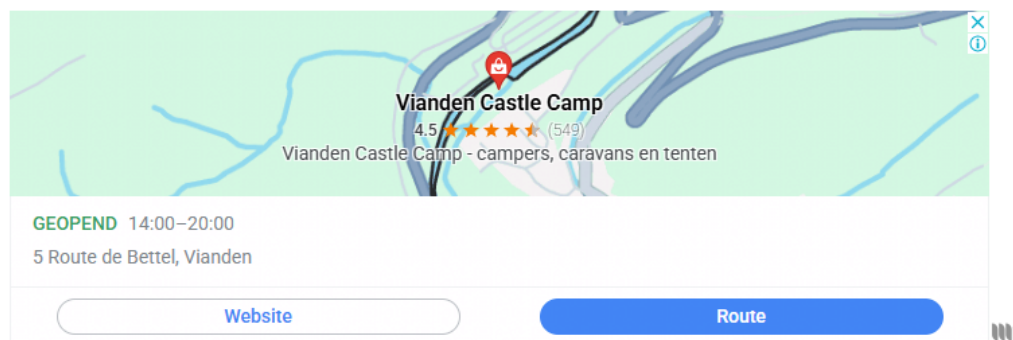 Vianden Castle Camp
4.5 (549)
Vianden Castle Camp - campers, caravans en tenten
GEOPEND 14:00–20:00
5 Route de Bettel, Vianden
Website Route